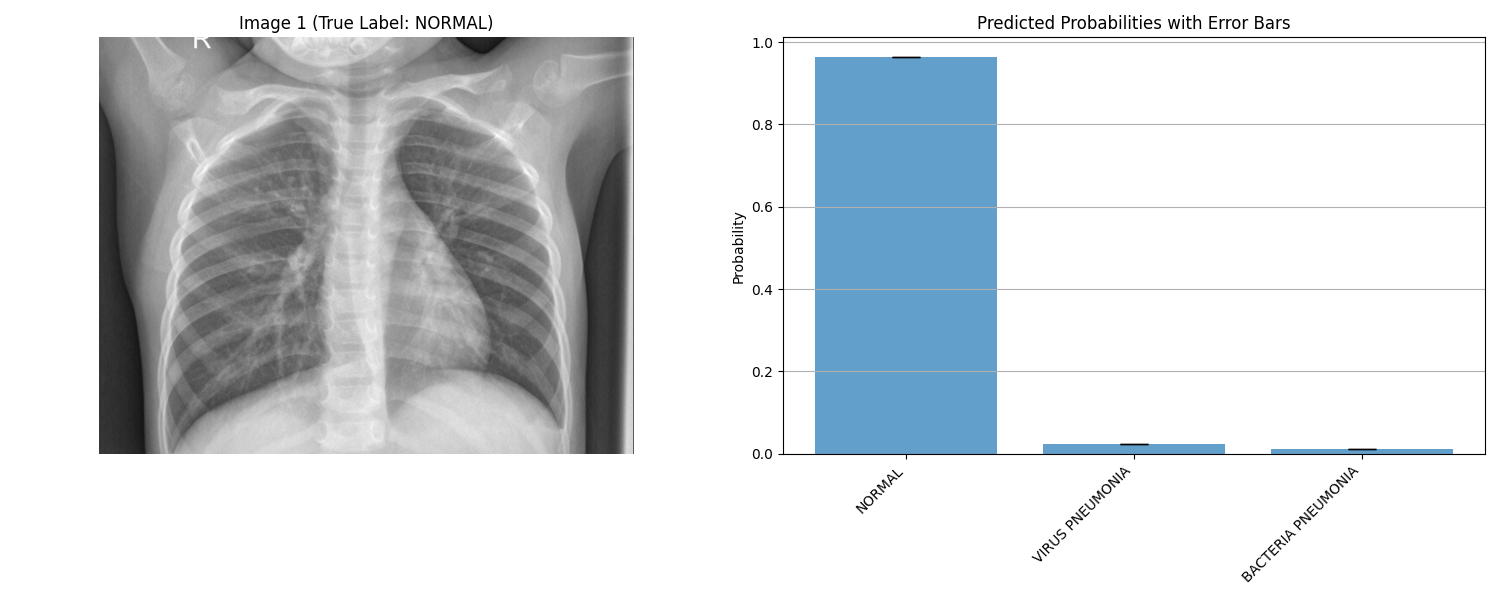 Image 1 (True Label: NORMAL)
R
Predicted Probabilities with Error Bars
Probability
1.0
0.8
0.6
0.4
0.2
0.0
NORMAL
VIRUS PNEUMONIA
BACTERIA PNEUMONIA